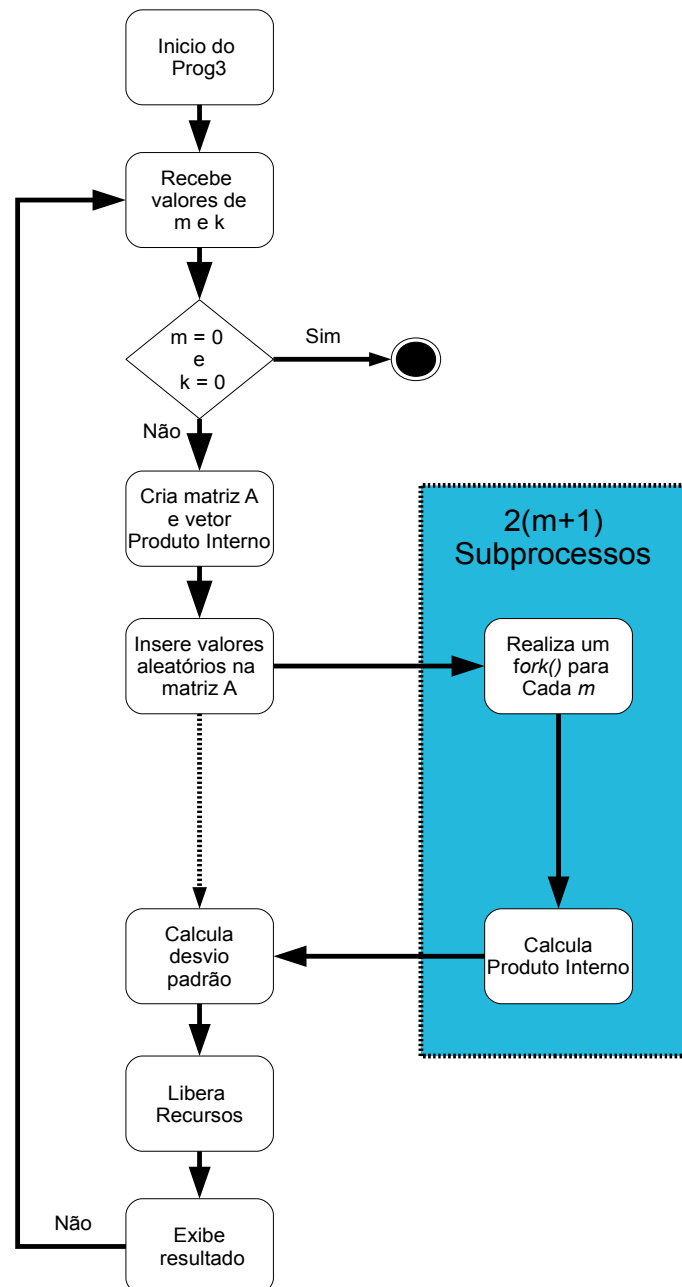 Inicio do
Prog3
Recebe
valores de
m e k
m = 0
e
k = 0
Sim
Não
Cria matriz A
e vetor
Produto Interno
2(m+1)
Subprocessos
Insere valores
aleatórios na
matriz A
Realiza um
fork() para
Cada m
Calcula
desvio
padrão
Calcula
Produto Interno
Libera
Recursos
Não
Exibe
resultado